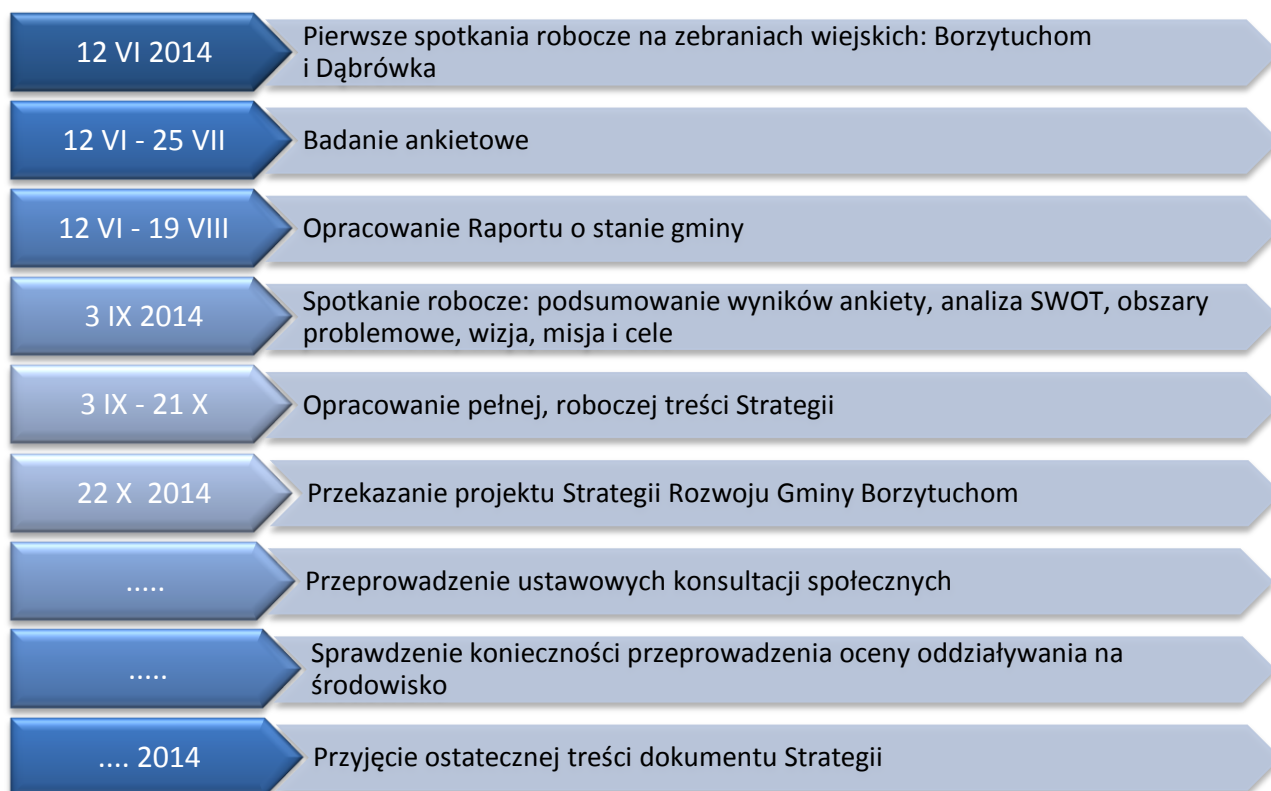 12 VI 2014
Pierwsze spotkania robocze na zebraniach wiejskich: Borzytuchom
i Dąbrówka
12 VI - 25 VII
Badanie ankietowe
12 VI - 19 VIII
Opracowanie Raportu o stanie gminy
3 IX 2014
Spotkanie robocze: podsumowanie wyników ankiety, analiza SWOT, obszary
problemowe, wizja, misja i cele
3 IX - 21 X
Opracowanie pełnej, roboczej treści Strategii
22 X 2014
Przekazanie projektu Strategii Rozwoju Gminy Borzytuchom
.....
Przeprowadzenie ustawowych konsultacji społecznych
.....
Sprawdzenie konieczności przeprowadzenia oceny oddziaływania na
środowisko
.... 2014
Przyjęcie ostatecznej treści dokumentu Strategii